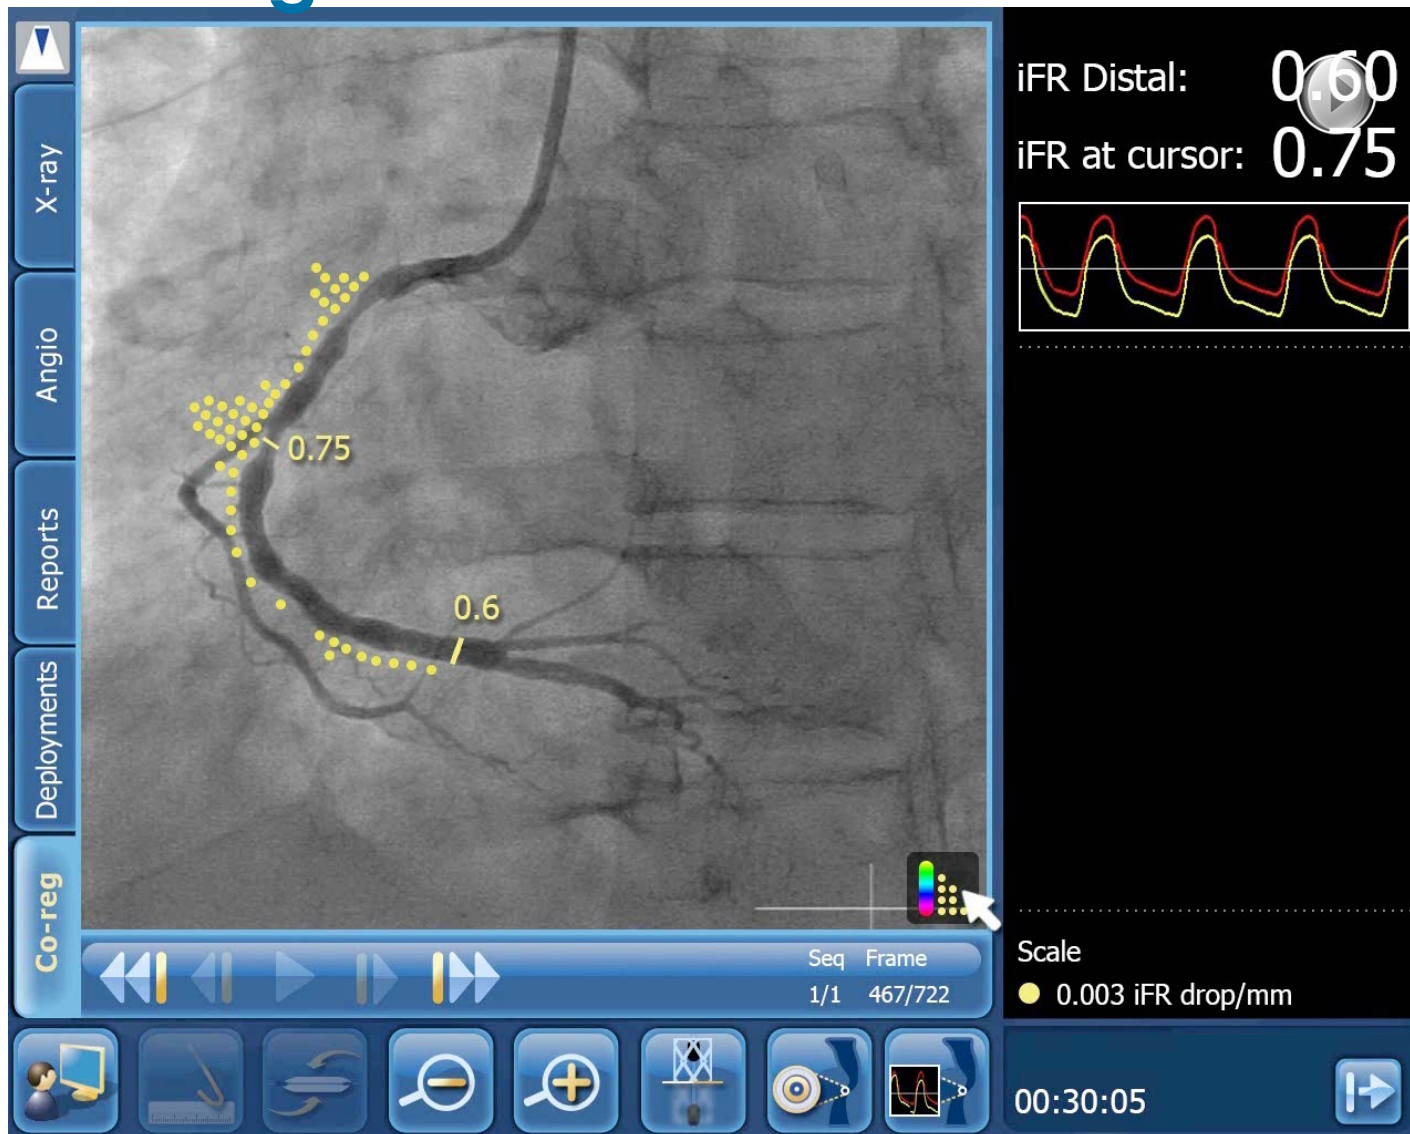 X-ray
Angio
Reports
Deployments
Co-reg
0.75
0.6
Seq Frame
1/1 467/722
iFR Distal: 0.60
iFR at cursor: 0.75
Scale
0.003 iFR drop/mm
00:30:05